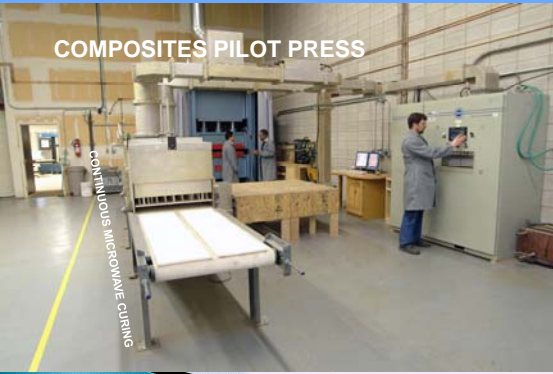 COMPOSITES PILOT PRESS
CONTINUOUS MICROWAVE CURING